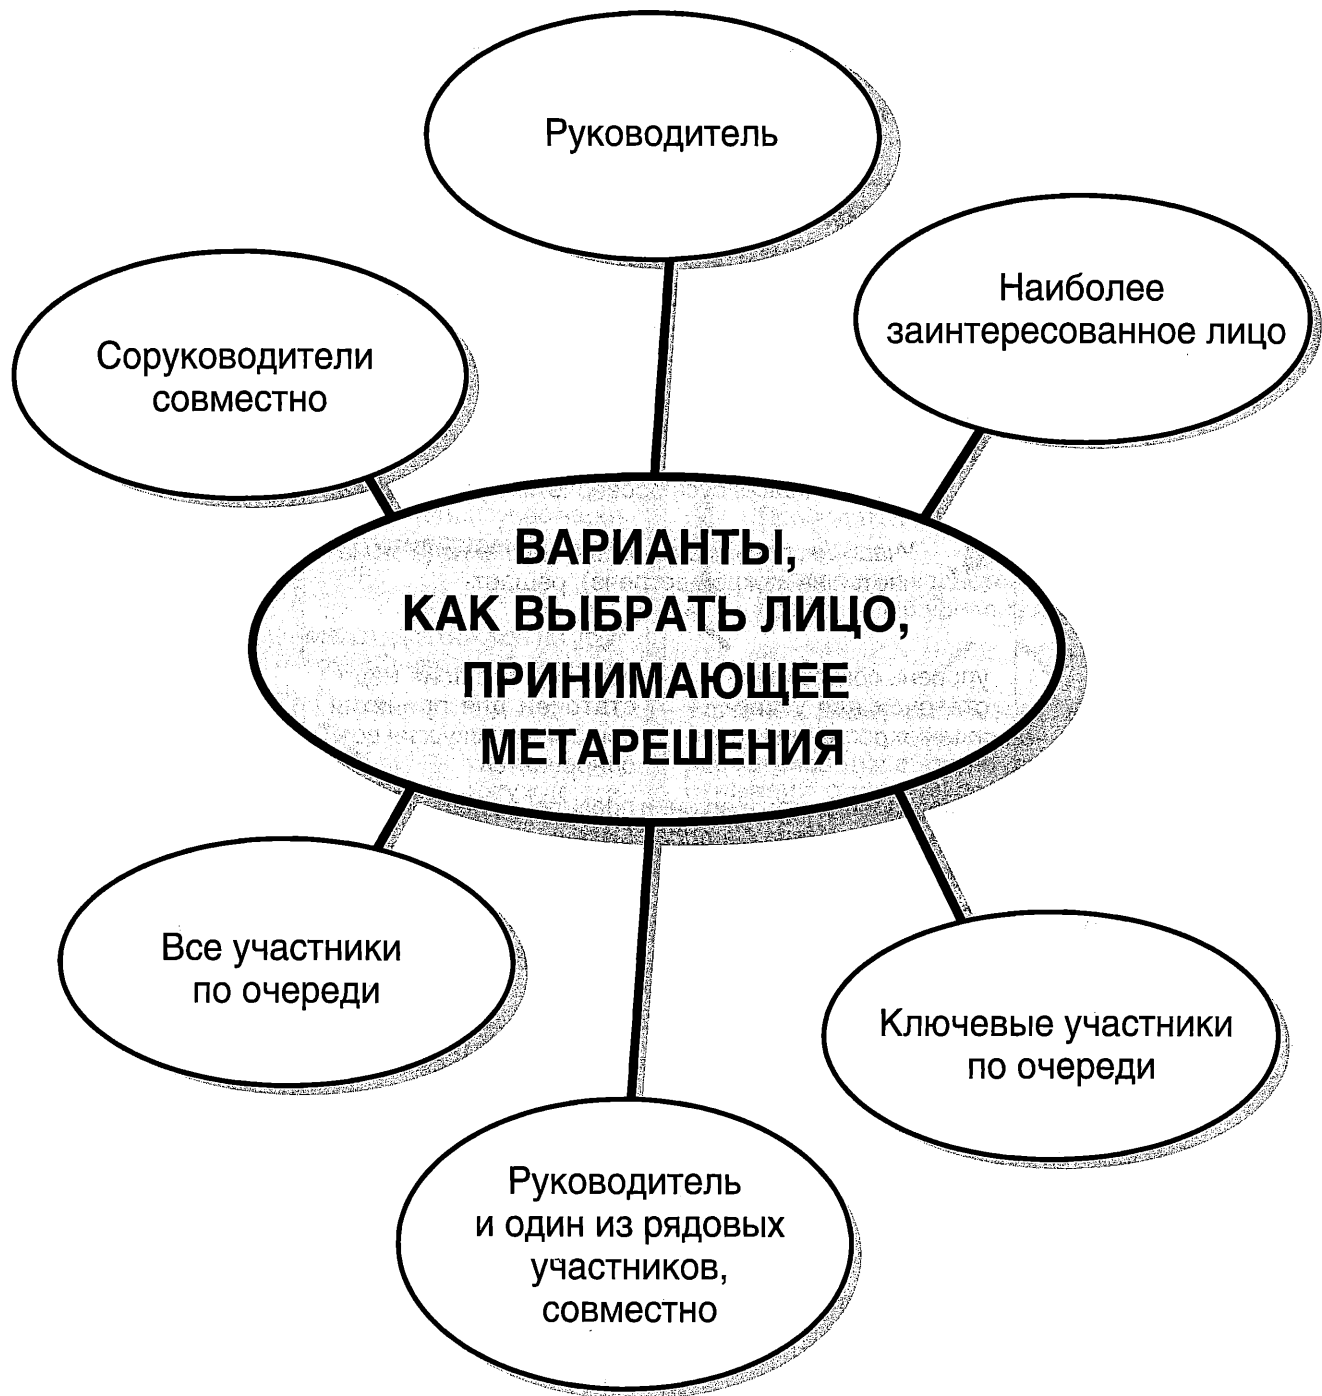 Руководитель
Наиболее
заинтересованное лицо
Соруководители
совместно
ВАРИАНТЫ,
КАК ВЫБРАТЬ ЛИЦО,
ПРИНИМАЮЩЕЕ
МЕТАРЕШЕНИЯ
Все участники
по очереди
Ключевые участники
по очереди
Руководитель
и один из рядовых
участников,
совместно